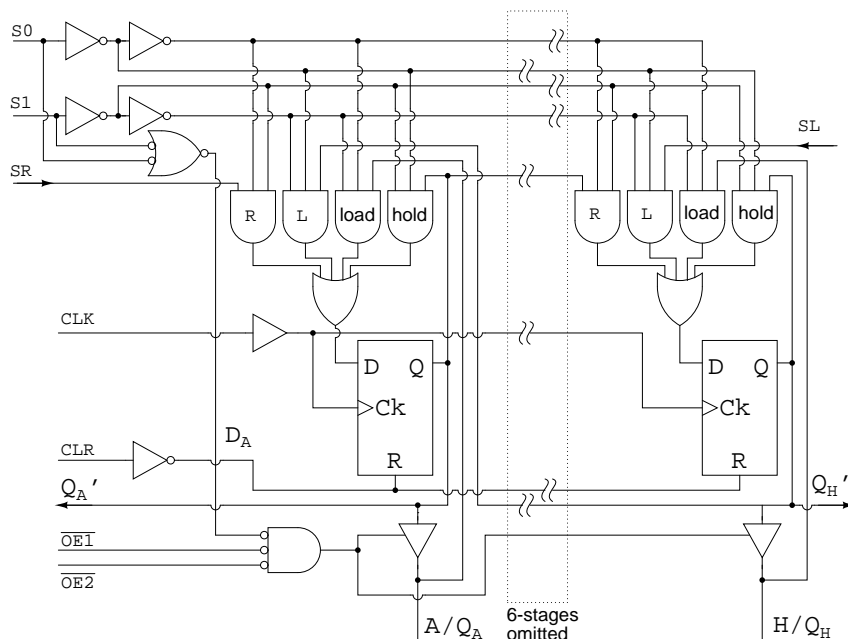 S0
S1
SL
SR
R
L
load
hold
R
L
load
hold
CLK
D Q
Ck
R
D Q
Ck
R
D_A
CLR
Q_A'
Q_H'
OE1
OE2
A/Q_A
6-stages
omitted
H/Q_H